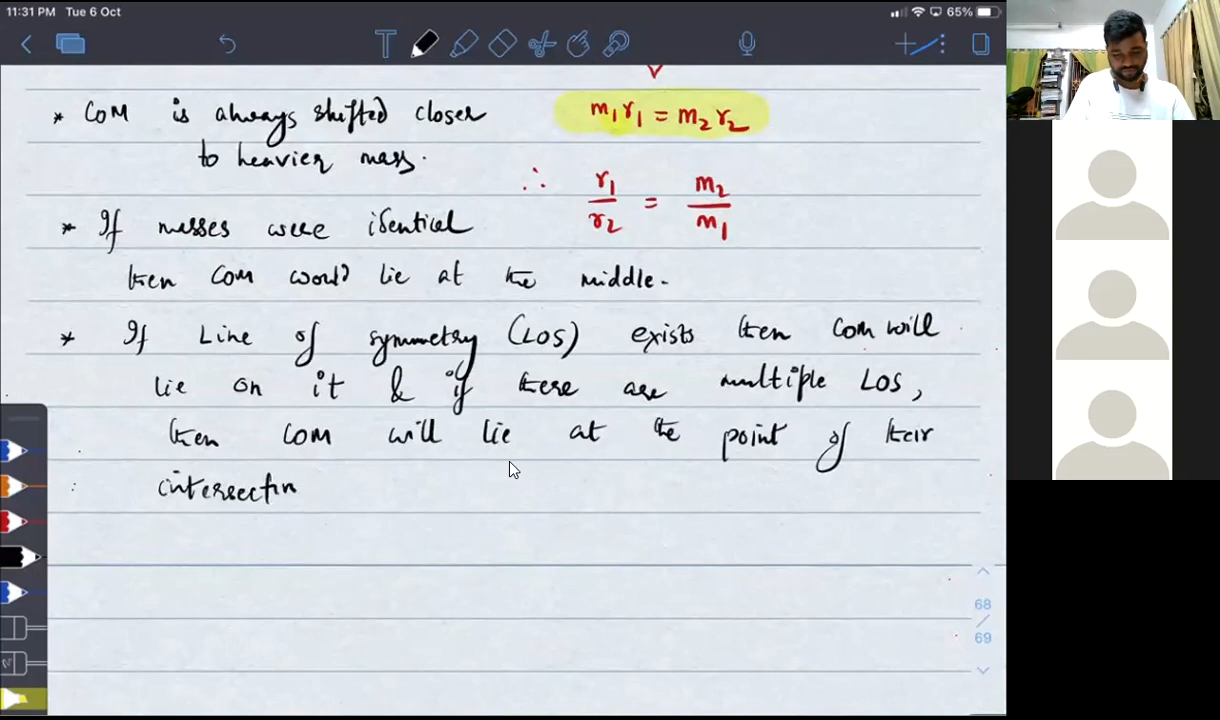 11:31 PM Tue 6 Oct 65%
* COM is always shifted closer
to heavier mass.
m₁r₁ = m₂r₂
∴ r₁/r₂ = m₂/m₁
* If masses were identical
then COM would lie at the middle.
* If Line of symmetry (LOS) exists then COM will
lie on it & if there are multiple LOS,
then COM will lie at the point of their
intersectin
68
/
69